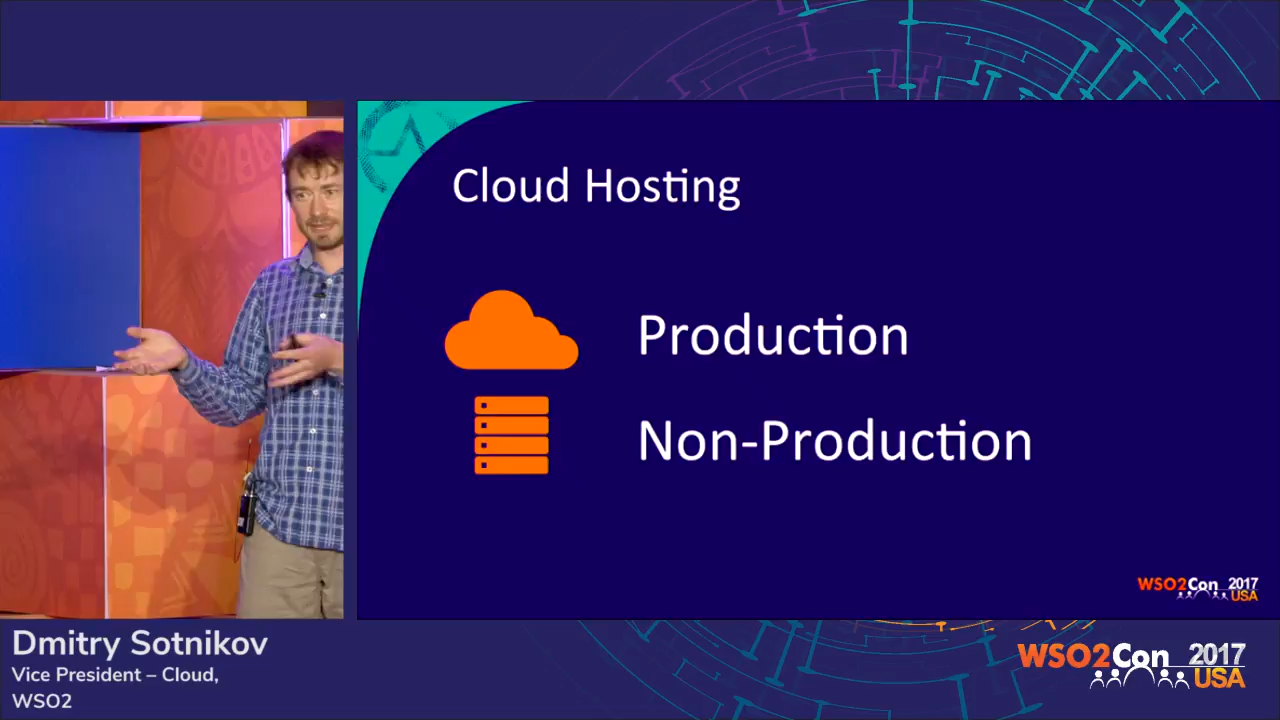 Cloud Hosting
Production
Non-Production
WSO2Con 2017
USA
Dmitry Sotnikov
Vice President – Cloud,
WSO2
WSO2Con 2017
USA